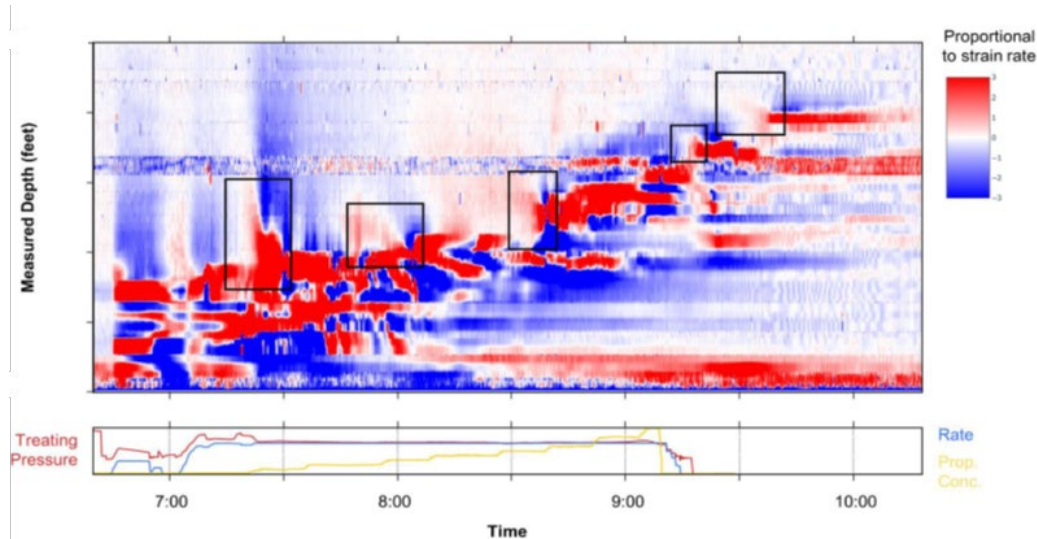 Proportional
to strain rate
3
2
1
0
−1
−2
−3
Measured Depth (feet)
Treating
Pressure
Rate
Prop.
Conc.
7:00
8:00
9:00
10:00
Time